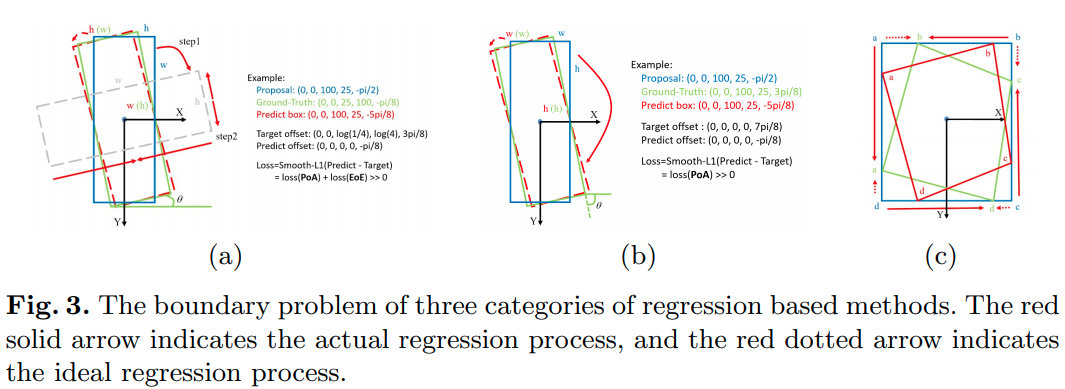 h (w)
h
step1
w
w
h
w (h)
X
step2
Y
θ
Example:
Proposal: (0, 0, 100, 25, -pi/2)
Ground-Truth: (0, 0, 25, 100, -pi/8)
Predict box: (0, 0, 100, 25, -5pi/8)
Target offset: (0, 0, log(1/4), log(4), 3pi/8)
Predict offset: (0, 0, 0, 0, -pi/8)
Loss=Smooth-L1(Predict - Target)
= loss(PoA) + loss(EoE) >> 0
w (w)
w
h
h (h)
X
Y
θ
Example:
Proposal: (0, 0, 100, 25, -pi/2)
Ground-Truth: (0, 0, 100, 25, 3pi/8)
Predict box: (0, 0, 100, 25, -5pi/8)
Target offset : (0, 0, 0, 0, 7pi/8)
Predict offset: (0, 0, 0, 0, -pi/8)
Loss=Smooth-L1(Predict - Target)
= loss(PoA) >> 0
a
b
b
b
a
c
X
c
a
d
d
Y
d
c
(a)
(b)
(c)
Fig. 3. The boundary problem of three categories of regression based methods. The red
solid arrow indicates the actual regression process, and the red dotted arrow indicates
the ideal regression process.